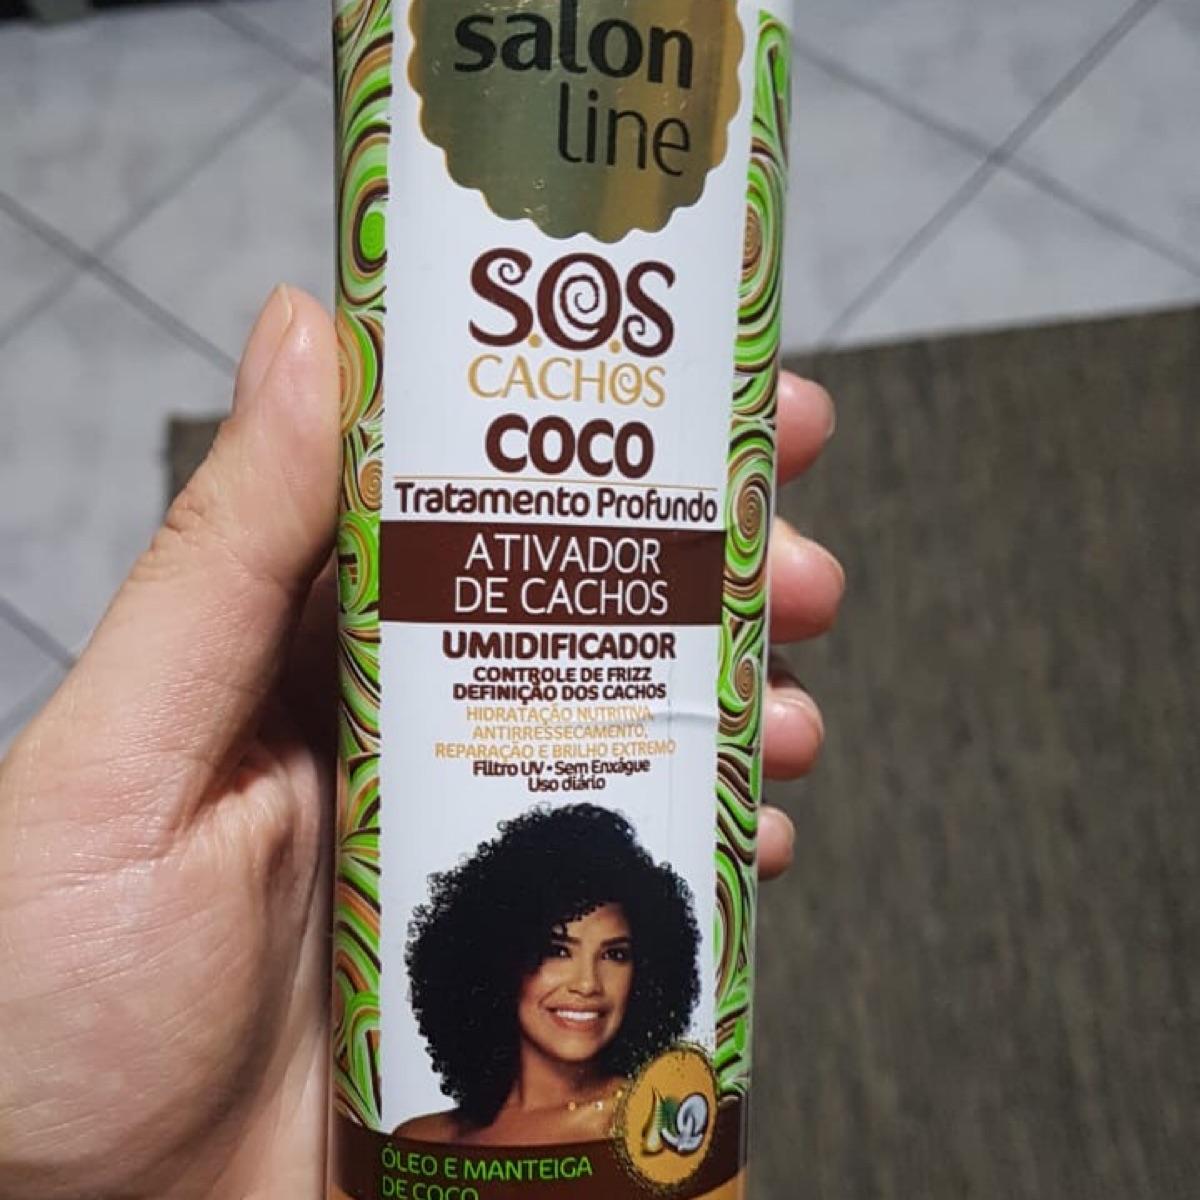 salon
line
S.O.S
CACHOS
COCO
Tratamento Profundo
ATIVADOR
DE CACHOS
UMIDIFICADOR
CONTROLE DE FRIZZ
DEFINIÇÃO DOS CACHOS
HIDRATAÇÃO NUTRITIVA,
ANTIRRESSECAMENTO,
REPARAÇÃO E BRILHO EXTREMO
Filtro UV • Sem Enxágue
Uso diário
ÓLEO E MANTEIGA
DE COCO